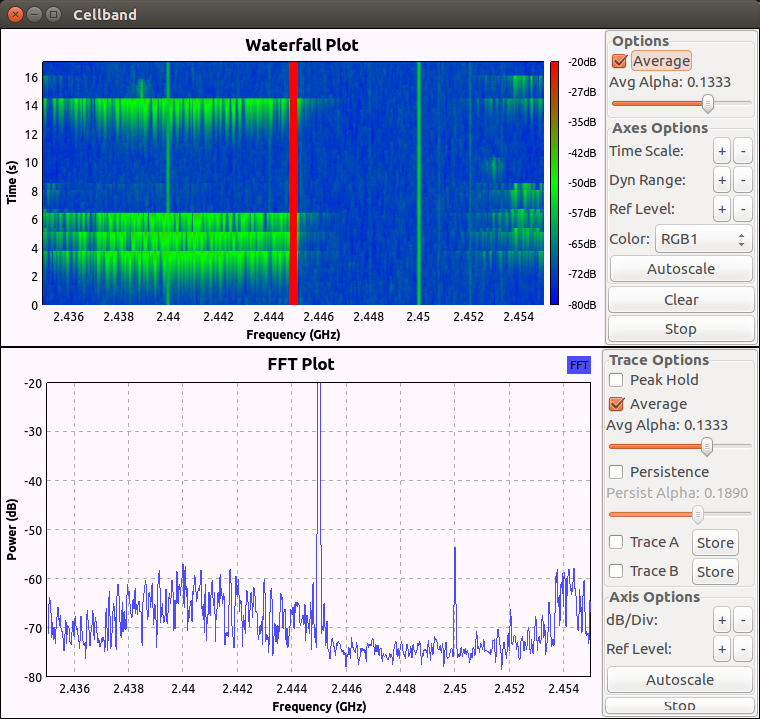 Cellband
Waterfall Plot
16
14
12
10
8
6
4
2
0
Time (s)
2.436 2.438 2.44 2.442 2.444 2.446 2.448 2.45 2.452 2.454
Frequency (GHz)
-20dB
-27dB
-35dB
-42dB
-50dB
-57dB
-65dB
-72dB
-80dB
Options
Average
Avg Alpha: 0.1333
Axes Options
Time Scale: + -
Dyn Range: + -
Ref Level: + -
Color: RGB1
Autoscale
Clear
Stop
FFT Plot
FFT
-20
-30
-40
-50
-60
-70
-80
Power (dB)
2.436 2.438 2.44 2.442 2.444 2.446 2.448 2.45 2.452 2.454
Frequency (GHz)
Trace Options
Peak Hold
Average
Avg Alpha: 0.1333
Persistence
Persist Alpha: 0.1890
Trace A Store
Trace B Store
Axis Options
dB/Div: + -
Ref Level: + -
Autoscale
Stop